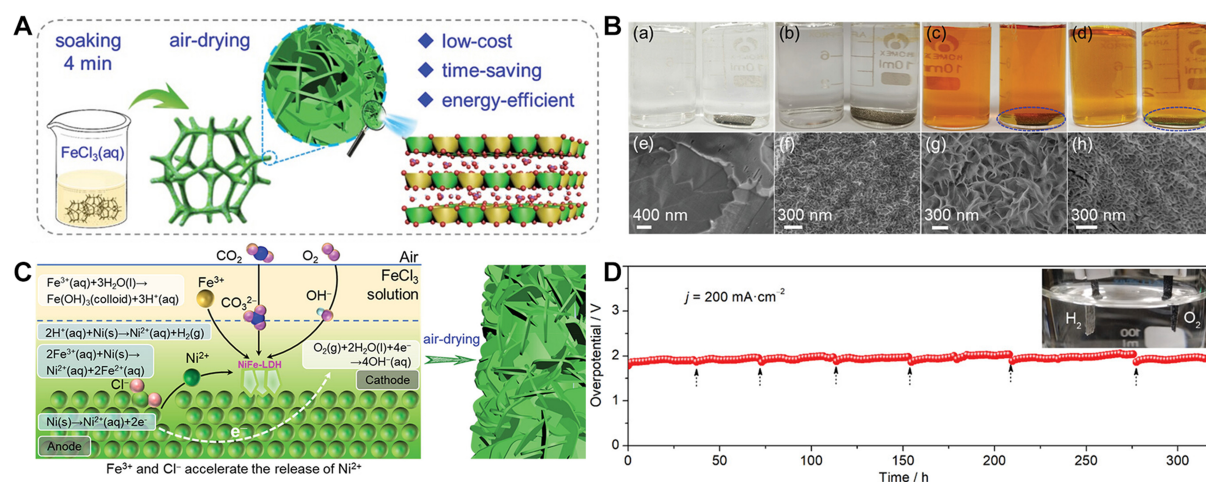 A
soaking
4 min
air-drying
FeCl₃(aq)
◆ low-cost
◆ time-saving
◆ energy-efficient
B
(a)
(b)
(c)
(d)
10ml
10ml
(e)
(f)
(g)
(h)
400 nm
300 nm
300 nm
300 nm
C
CO₂
O₂
Air
FeCl₃
solution
Fe³⁺(aq)+3H₂O(l)→
Fe(OH)₃(colloid)+3H⁺(aq)
Fe³⁺
CO₃²⁻
OH⁻
2H⁺(aq)+Ni(s)→Ni²⁺(aq)+H₂(g)
2Fe³⁺(aq)+Ni(s)→
Ni²⁺(aq)+2Fe²⁺(aq)
Ni²⁺
NiFe-LDH
O₂(g)+2H₂O(l)+4e⁻
→4OH⁻(aq)
Cathode
Cl⁻
Ni(s)→Ni²⁺(aq)+2e⁻
e⁻
Anode
air-drying
Fe³⁺ and Cl⁻ accelerate the release of Ni²⁺
D
j = 200 mA·cm⁻²
H₂
O₂
Overpotential / V
3
2
1
0
0
50
100
150
200
250
300
Time / h